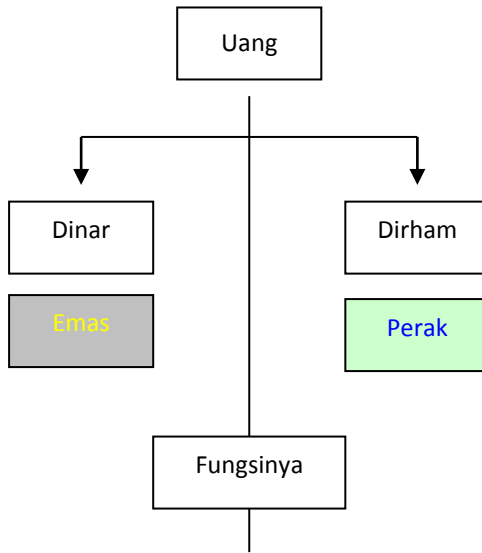 Uang
Dinar
Dirham
Emas
Perak
Fungsinya